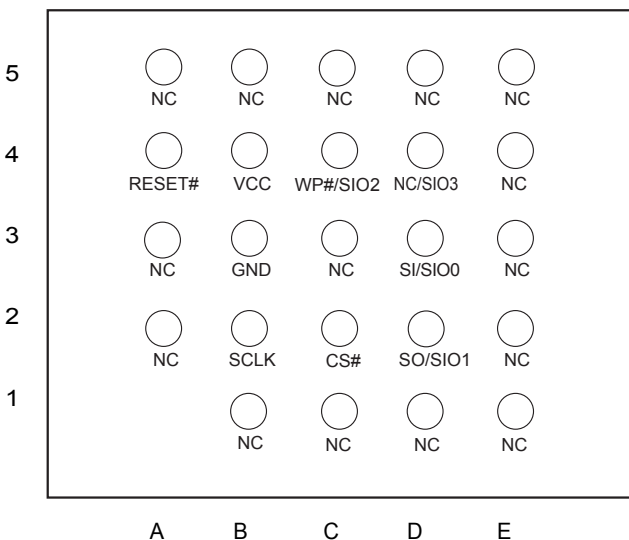 5
NC NC NC NC NC
4
RESET# VCC WP#/SIO2 NC/SIO3 NC
3
NC GND NC SI/SIO0 NC
2
NC SCLK CS# SO/SIO1 NC
1
NC NC NC NC
A B C D E